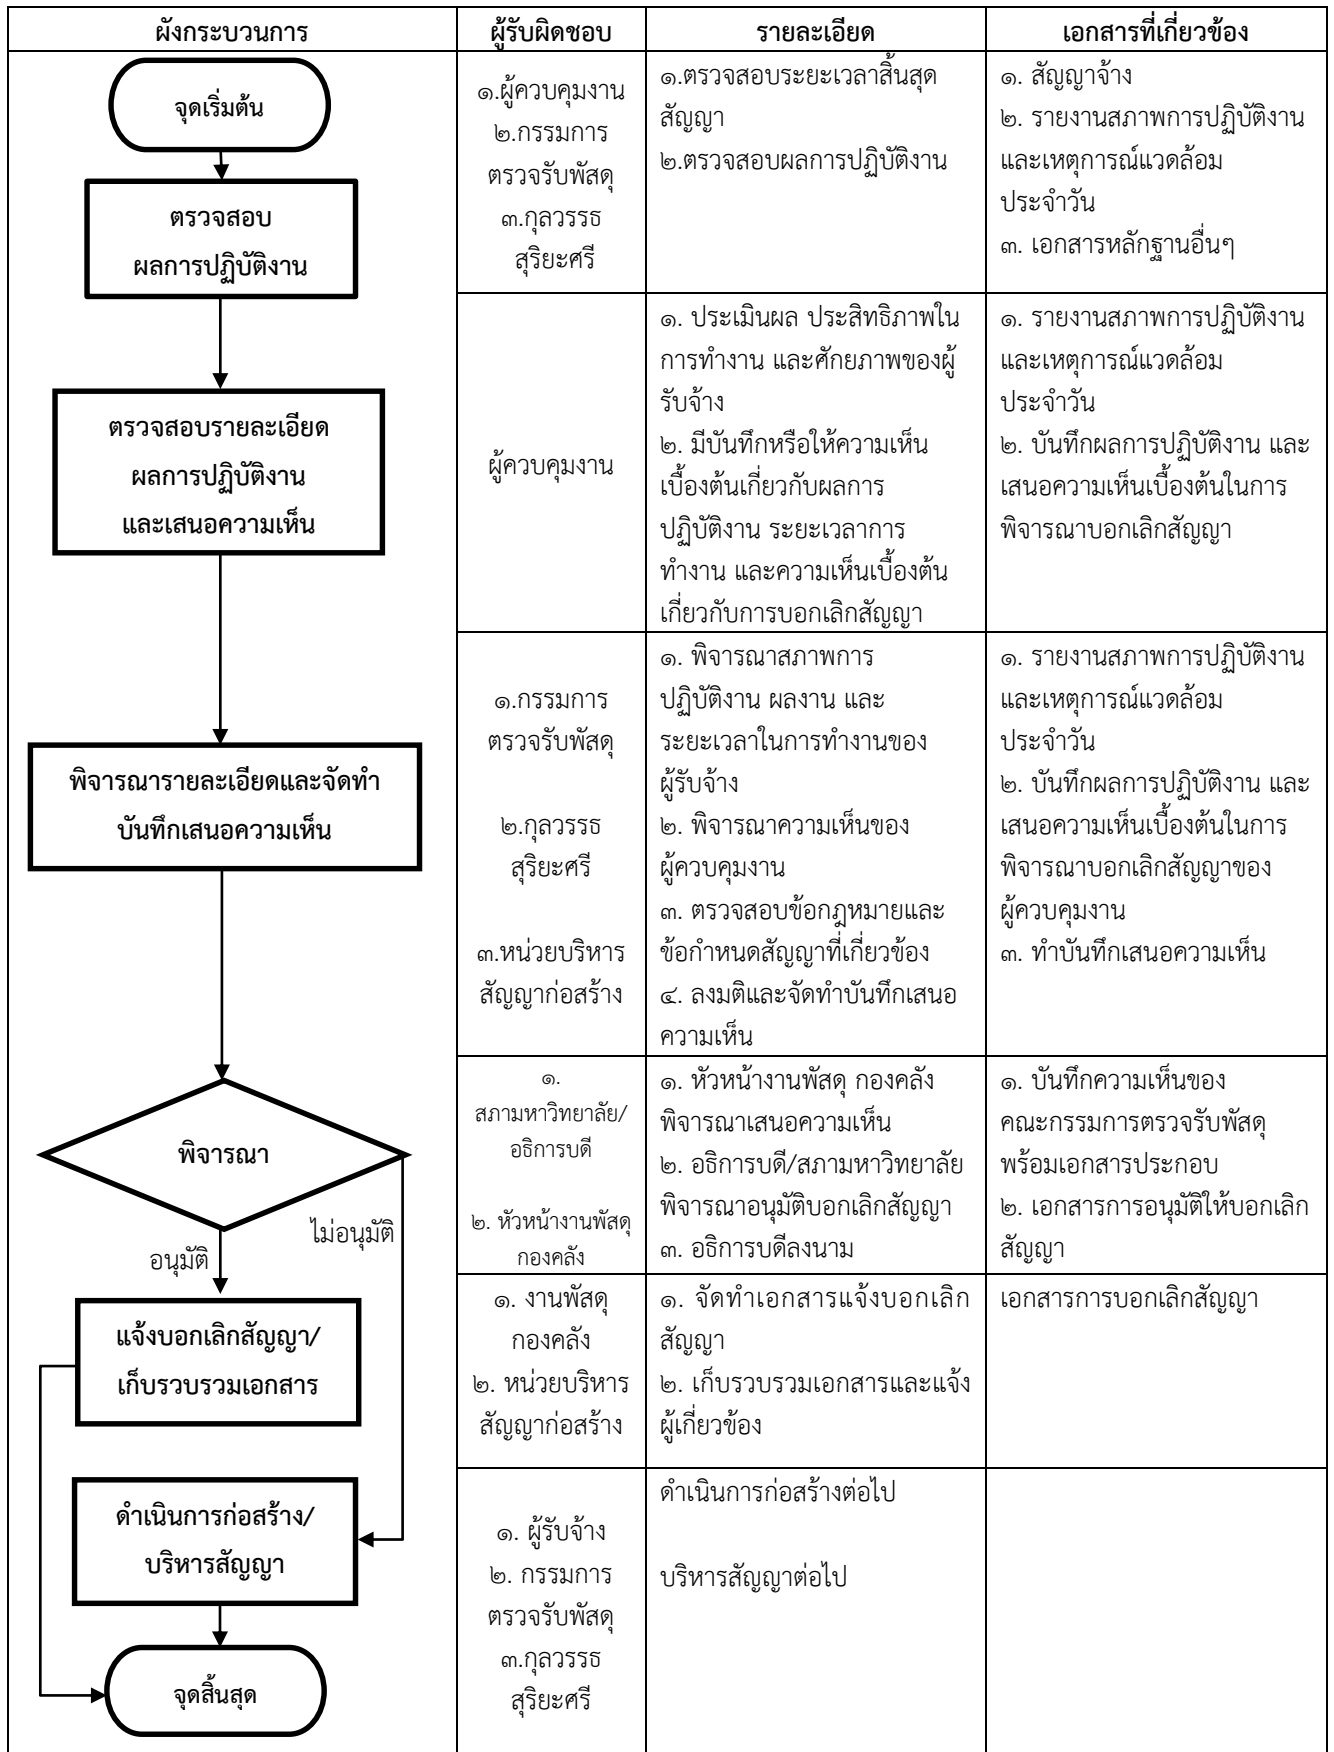 ผังกระบวนการ
ผู้รับผิดชอบ
รายละเอียด
เอกสารที่เกี่ยวข้อง
จุดเริ่มต้น
ตรวจสอบ
ผลการปฏิบัติงาน
๑.ผู้ควบคุมงาน
๒.กรรมการ
ตรวจรับพัสดุ
๓.กุลวรรธ
สุริยะศรี
๑.ตรวจสอบระยะเวลาสิ้นสุด
สัญญา
๒.ตรวจสอบผลการปฏิบัติงาน
๑. สัญญาจ้าง
๒. รายงานสภาพการปฏิบัติงาน
และเหตุการณ์แวดล้อม
ประจำวัน
๓. เอกสารหลักฐานอื่นๆ
ตรวจสอบรายละเอียด
ผลการปฏิบัติงาน
และเสนอความเห็น
ผู้ควบคุมงาน
๑. ประเมินผล ประสิทธิภาพใน
การทำงาน และศักยภาพของผู้
รับจ้าง
๒. มีบันทึกหรือให้ความเห็น
เบื้องต้นเกี่ยวกับผลการ
ปฏิบัติงาน ระยะเวลาการ
ทำงาน และความเห็นเบื้องต้น
เกี่ยวกับการบอกเลิกสัญญา
๑. รายงานสภาพการปฏิบัติงาน
และเหตุการณ์แวดล้อม
ประจำวัน
๒. บันทึกผลการปฏิบัติงาน และ
เสนอความเห็นเบื้องต้นในการ
พิจารณาบอกเลิกสัญญา
พิจารณารายละเอียดและจัดทำ
บันทึกเสนอความเห็น
๑.กรรมการ
ตรวจรับพัสดุ
๒.กุลวรรธ
สุริยะศรี
๓.หน่วยบริหาร
สัญญาก่อสร้าง
๑. พิจารณาสภาพการ
ปฏิบัติงาน ผลงาน และ
ระยะเวลาในการทำงานของ
ผู้รับจ้าง
๒. พิจารณาความเห็นของ
ผู้ควบคุมงาน
๓. ตรวจสอบข้อกฎหมายและ
ข้อกำหนดสัญญาที่เกี่ยวข้อง
๔. ลงมติและจัดทำบันทึกเสนอ
ความเห็น
๑. รายงานสภาพการปฏิบัติงาน
และเหตุการณ์แวดล้อม
ประจำวัน
๒. บันทึกผลการปฏิบัติงาน และ
เสนอความเห็นเบื้องต้นในการ
พิจารณาบอกเลิกสัญญาของ
ผู้ควบคุมงาน
๓. ทำบันทึกเสนอความเห็น
พิจารณา
อนุมัติ
ไม่อนุมัติ
๑.
สภามหาวิทยาลัย/
อธิการบดี
๒. หัวหน้างานพัสดุ
กองคลัง
๑. หัวหน้างานพัสดุ กองคลัง
พิจารณาเสนอความเห็น
๒. อธิการบดี/สภามหาวิทยาลัย
พิจารณาอนุมัติบอกเลิกสัญญา
๓. อธิการบดีลงนาม
๑. บันทึกความเห็นของ
คณะกรรมการตรวจรับพัสดุ
พร้อมเอกสารประกอบ
๒. เอกสารการอนุมัติให้บอกเลิก
สัญญา
แจ้งบอกเลิกสัญญา/
เก็บรวบรวมเอกสาร
๑. งานพัสดุ
กองคลัง
๒. หน่วยบริหาร
สัญญาก่อสร้าง
๑. จัดทำเอกสารแจ้งบอกเลิก
สัญญา
๒. เก็บรวบรวมเอกสารและแจ้ง
ผู้เกี่ยวข้อง
เอกสารการบอกเลิกสัญญา
ดำเนินการก่อสร้าง/
บริหารสัญญา
จุดสิ้นสุด
๑. ผู้รับจ้าง
๒. กรรมการ
ตรวจรับพัสดุ
๓.กุลวรรธ
สุริยะศรี
ดำเนินการก่อสร้างต่อไป
บริหารสัญญาต่อไป